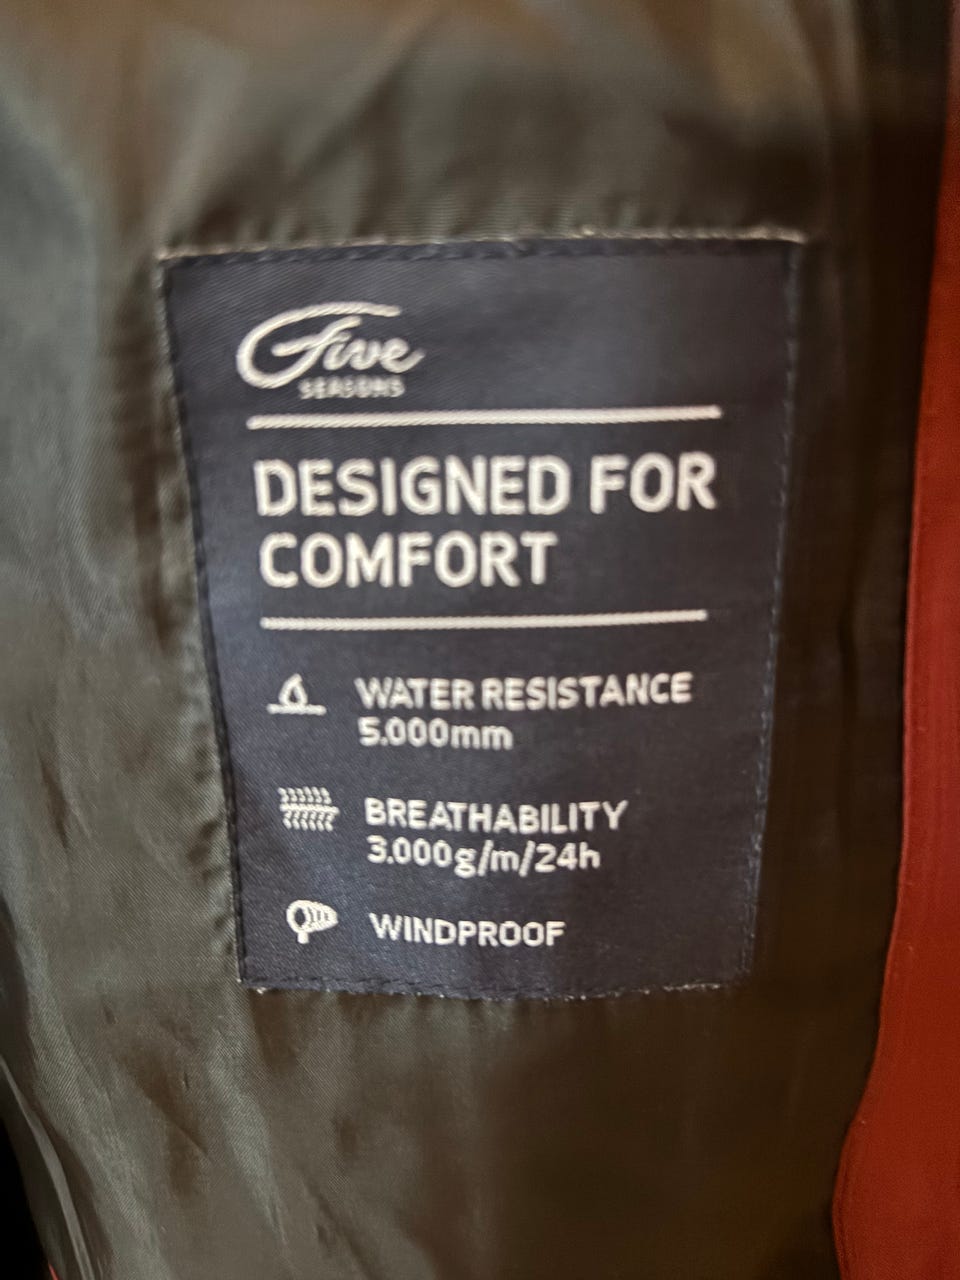 Five
SEASONS
DESIGNED FOR
COMFORT
WATER RESISTANCE
5.000mm
BREATHABILITY
3.000g/m/24h
WINDPROOF